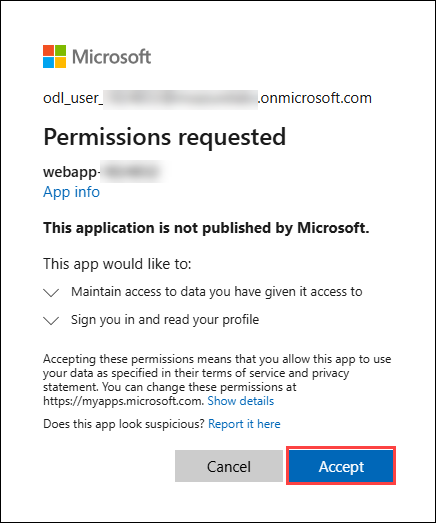 Microsoft
odl_user_ .onmicrosoft.com
Permissions requested
webapp-
App info
This application is not published by Microsoft.
This app would like to:
Maintain access to data you have given it access to
Sign you in and read your profile
Accepting these permissions means that you allow this app to use
your data as specified in their terms of service and privacy
statement. You can change these permissions at
https://myapps.microsoft.com. Show details
Does this app look suspicious? Report it here
Cancel Accept